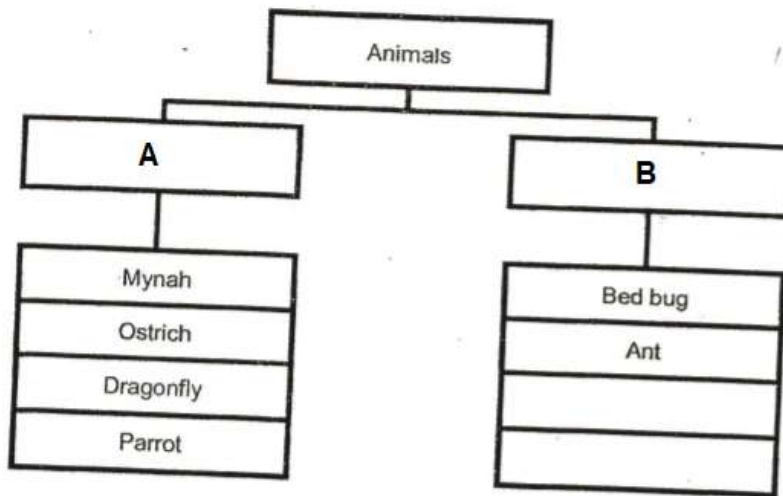 Animals
A
B
Mynah
Ostrich
Dragonfly
Parrot
Bed bug
Ant